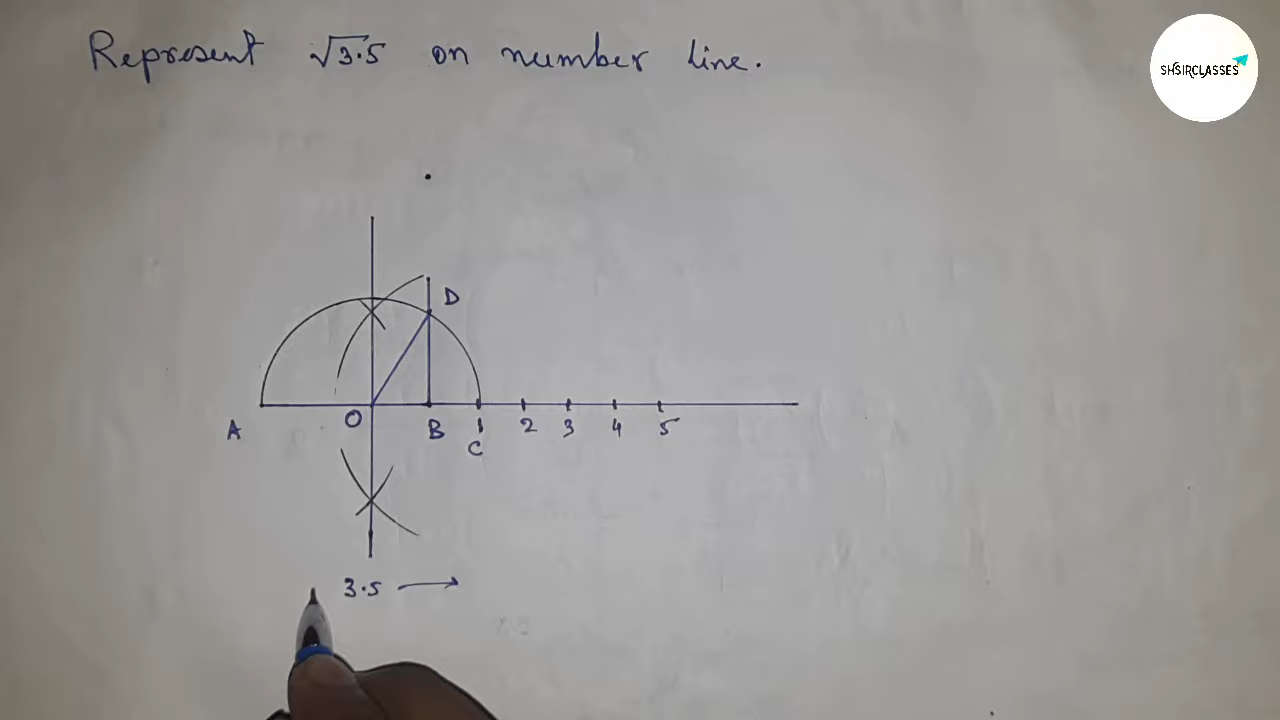 Represent √3.5 on number line.
SHSIRCLASSES
D
A O B 1 2 3 4 5
C
3.5 →